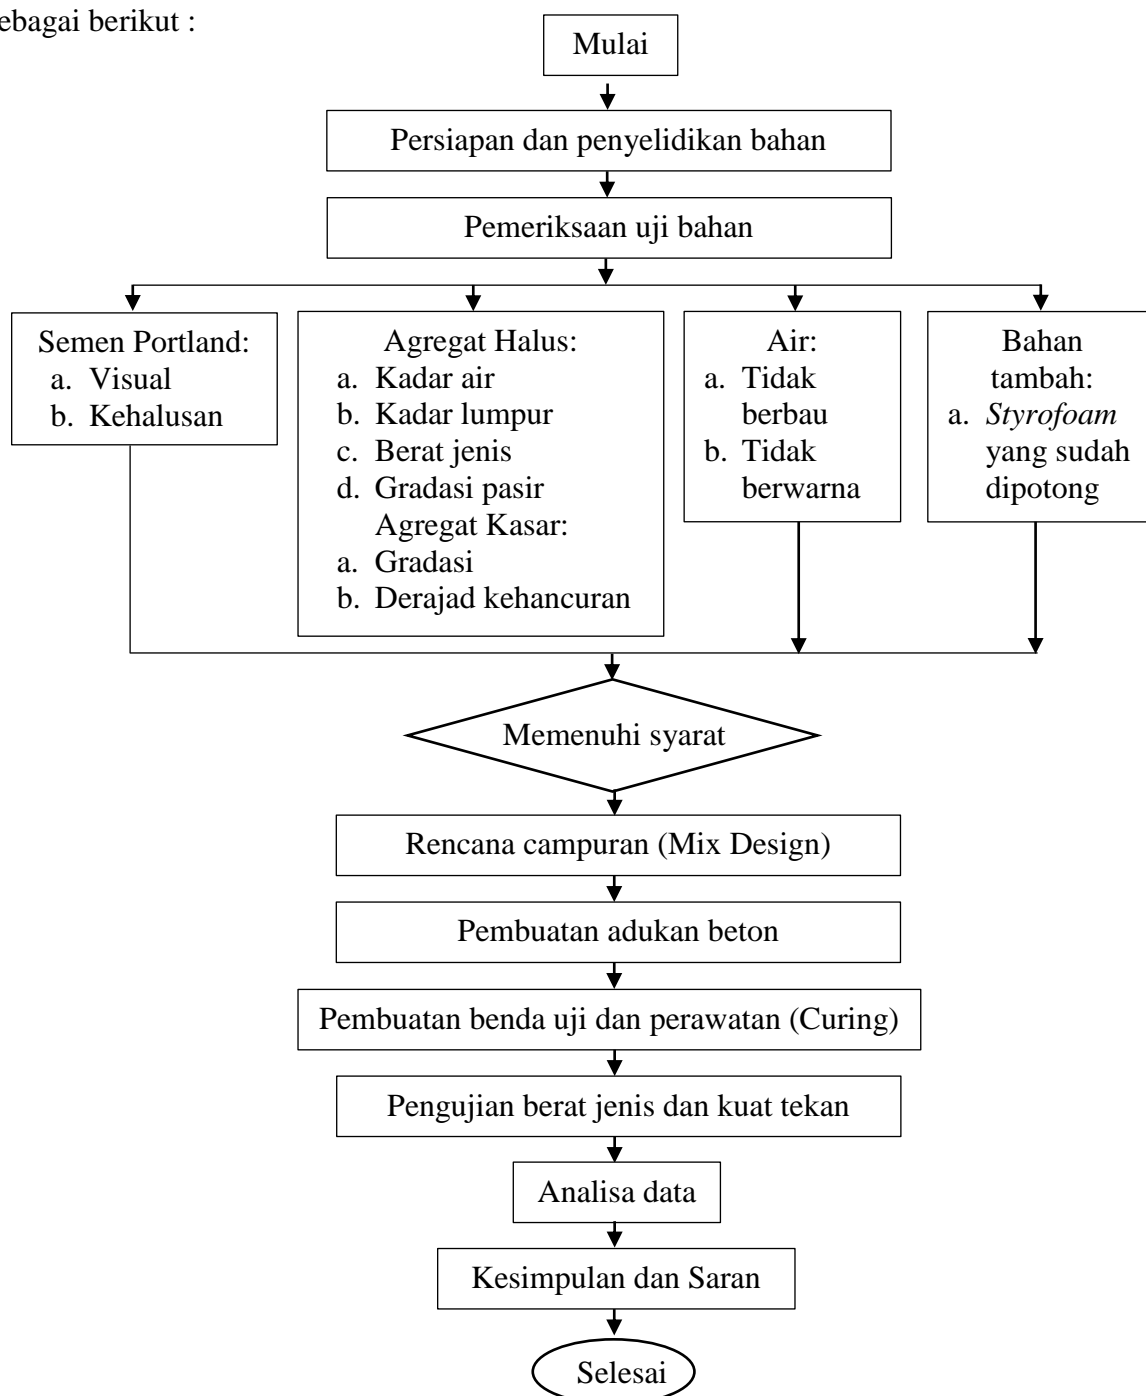 ebagai berikut :
Mulai
Persiapan dan penyelidikan bahan
Pemeriksaan uji bahan
Semen Portland:
a. Visual
b. Kehalusan
Agregat Halus:
a. Kadar air
b. Kadar lumpur
c. Berat jenis
d. Gradasi pasir
Agregat Kasar:
a. Gradasi
b. Derajad kehancuran
Air:
a. Tidak
berbau
b. Tidak
berwarna
Bahan
tambah:
a. Styrofoam
yang sudah
dipotong
Memenuhi syarat
Rencana campuran (Mix Design)
Pembuatan adukan beton
Pembuatan benda uji dan perawatan (Curing)
Pengujian berat jenis dan kuat tekan
Analisa data
Kesimpulan dan Saran
Selesai